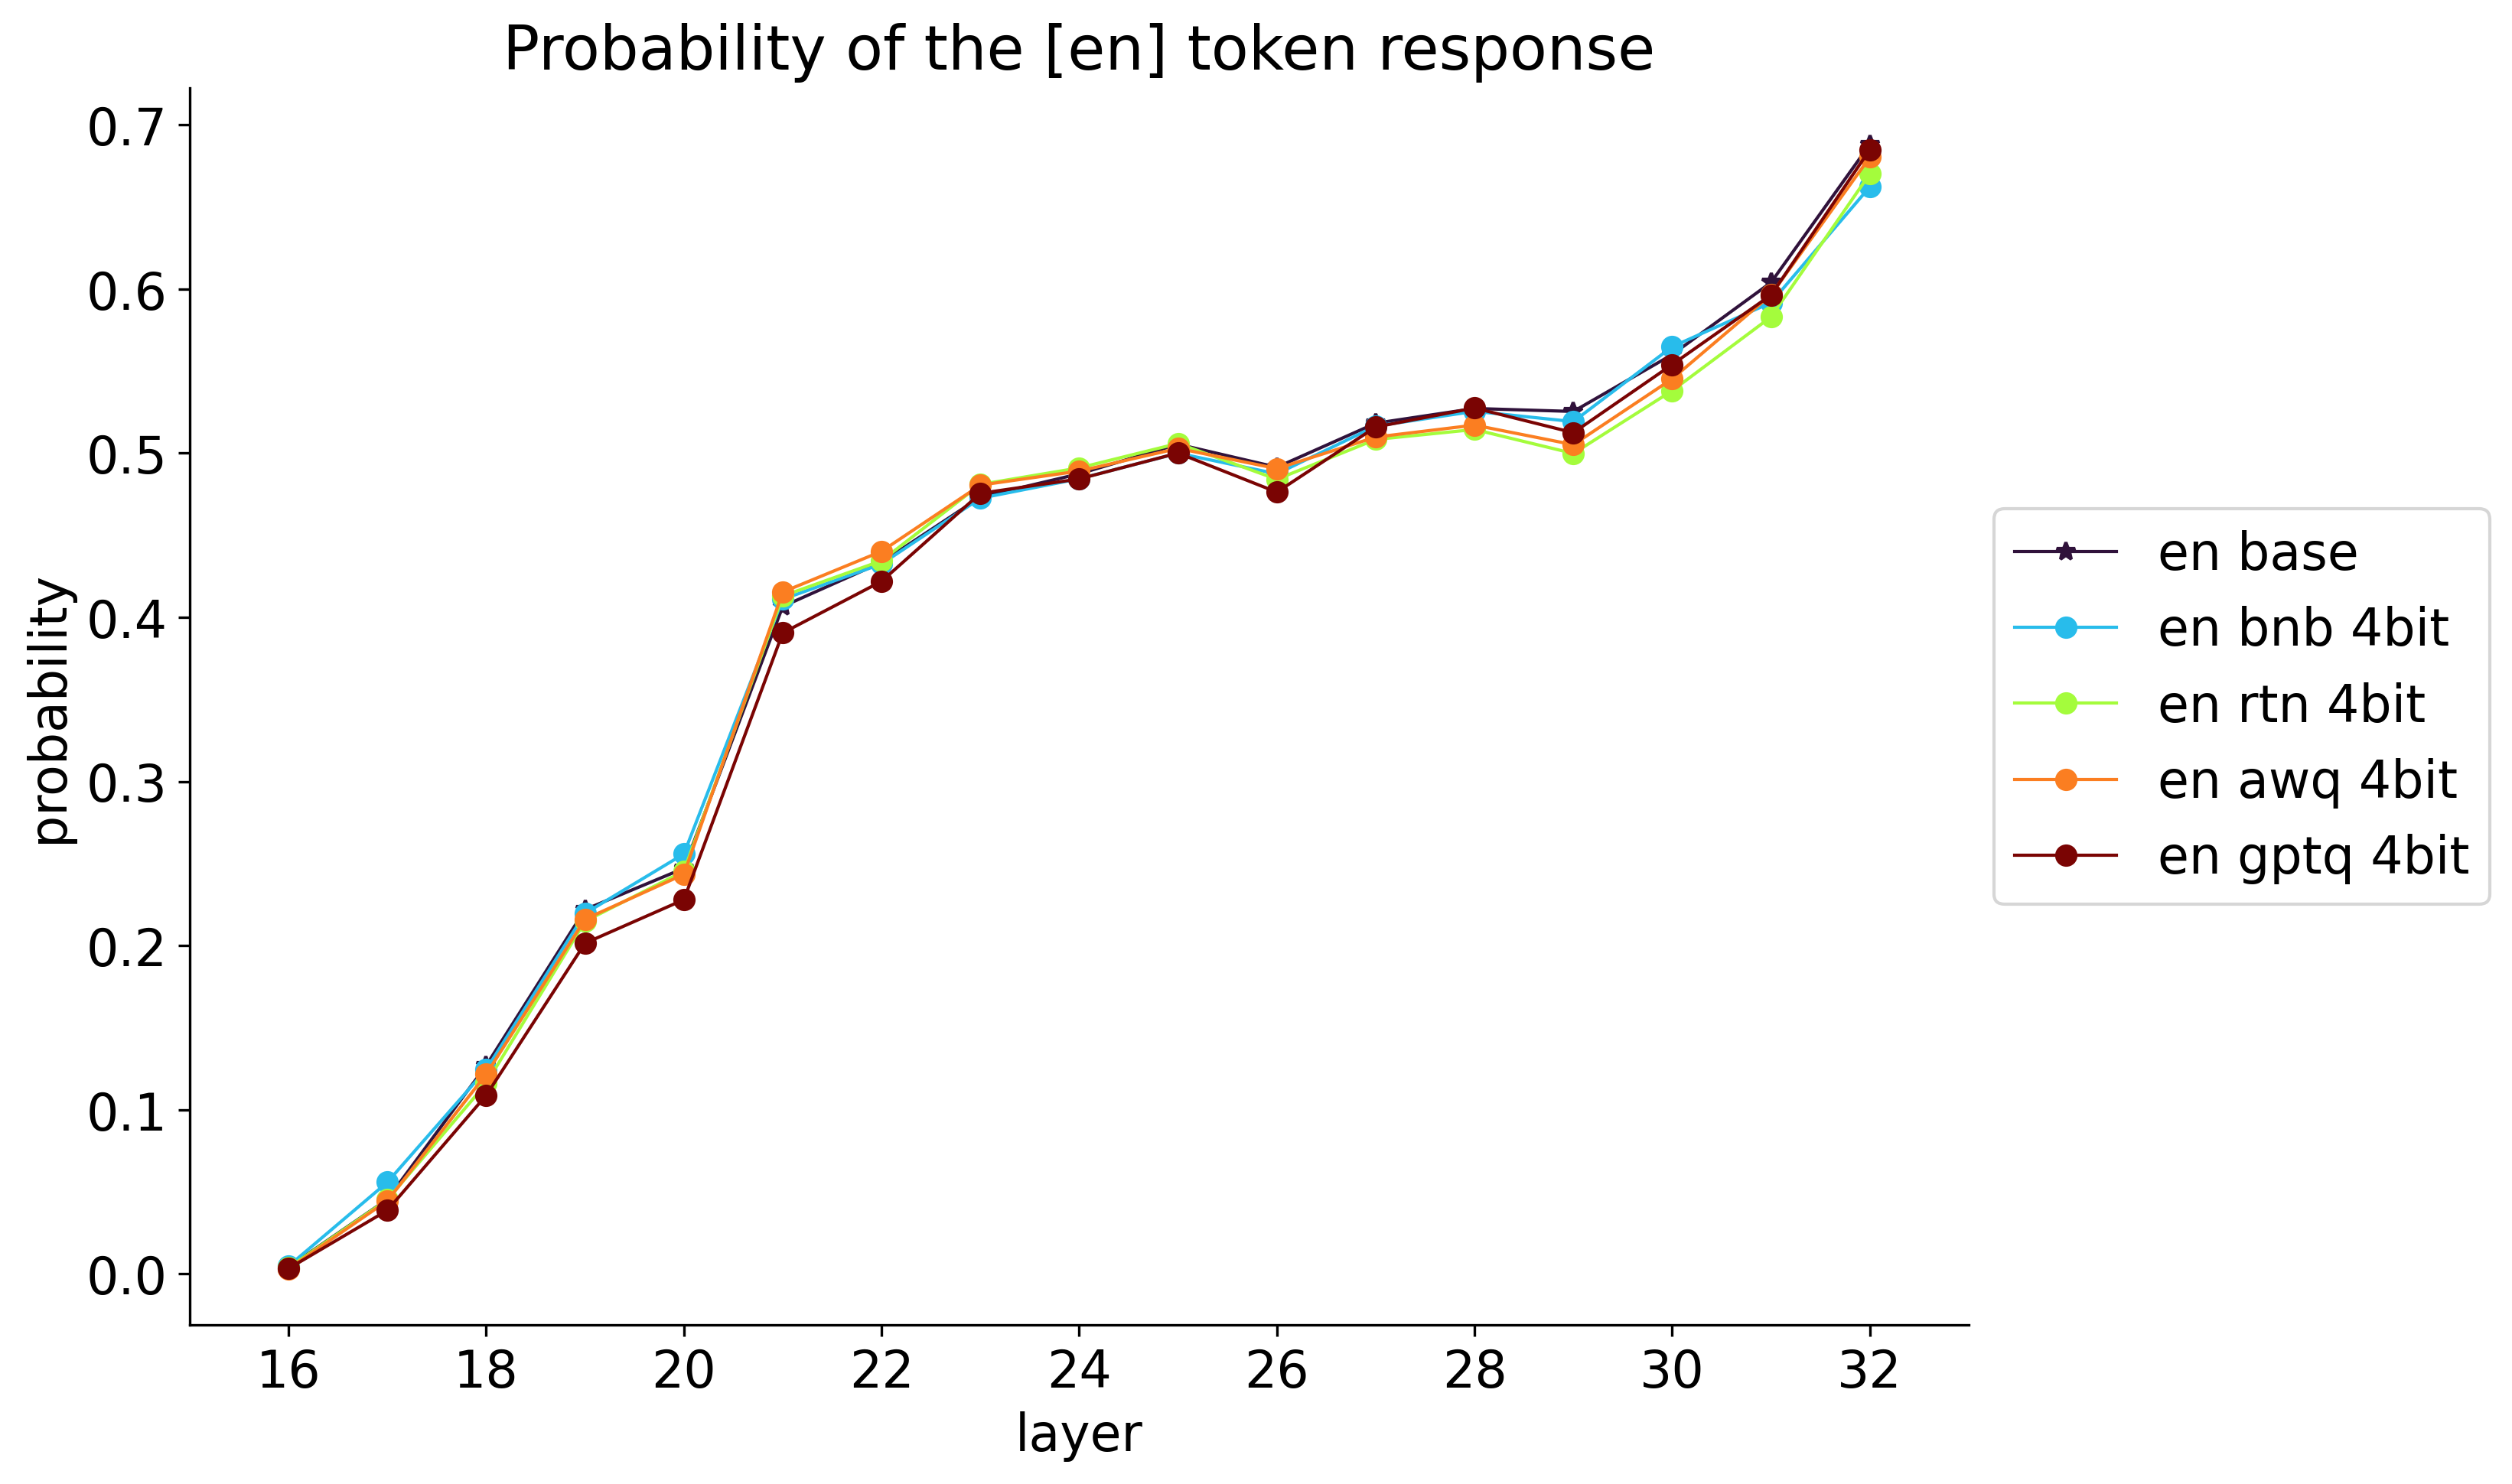 Probability of the [en] token response
0.7
0.6
0.5
0.4
0.3
0.2
0.1
0.0
probability
16 18 20 22 24 26 28 30 32
layer
en base
en bnb 4bit
en rtn 4bit
en awq 4bit
en gptq 4bit